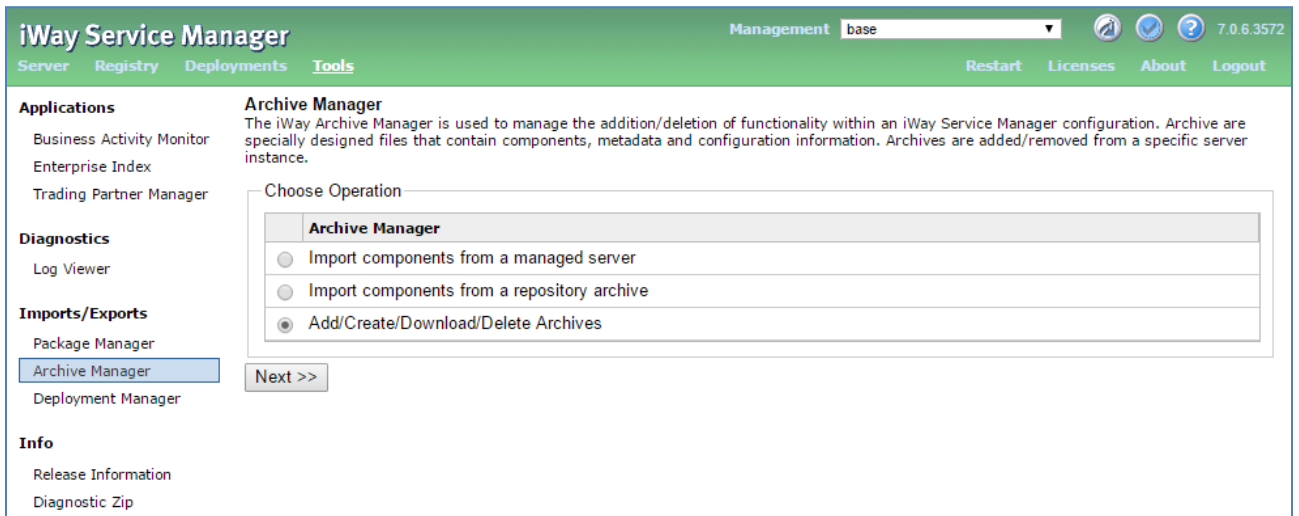 iWay Service Manager
Management base 7.0.6.3572
Server Registry Deployments Tools Restart Licenses About Logout
Applications
Business Activity Monitor
Enterprise Index
Trading Partner Manager
Diagnostics
Log Viewer
Imports/Exports
Package Manager
Archive Manager
Deployment Manager
Info
Release Information
Diagnostic Zip
Archive Manager
The iWay Archive Manager is used to manage the addition/deletion of functionality within an iWay Service Manager configuration. Archive are
specially designed files that contain components, metadata and configuration information. Archives are added/removed from a specific server
instance.
Choose Operation
Archive Manager
Import components from a managed server
Import components from a repository archive
Add/Create/Download/Delete Archives
Next >>